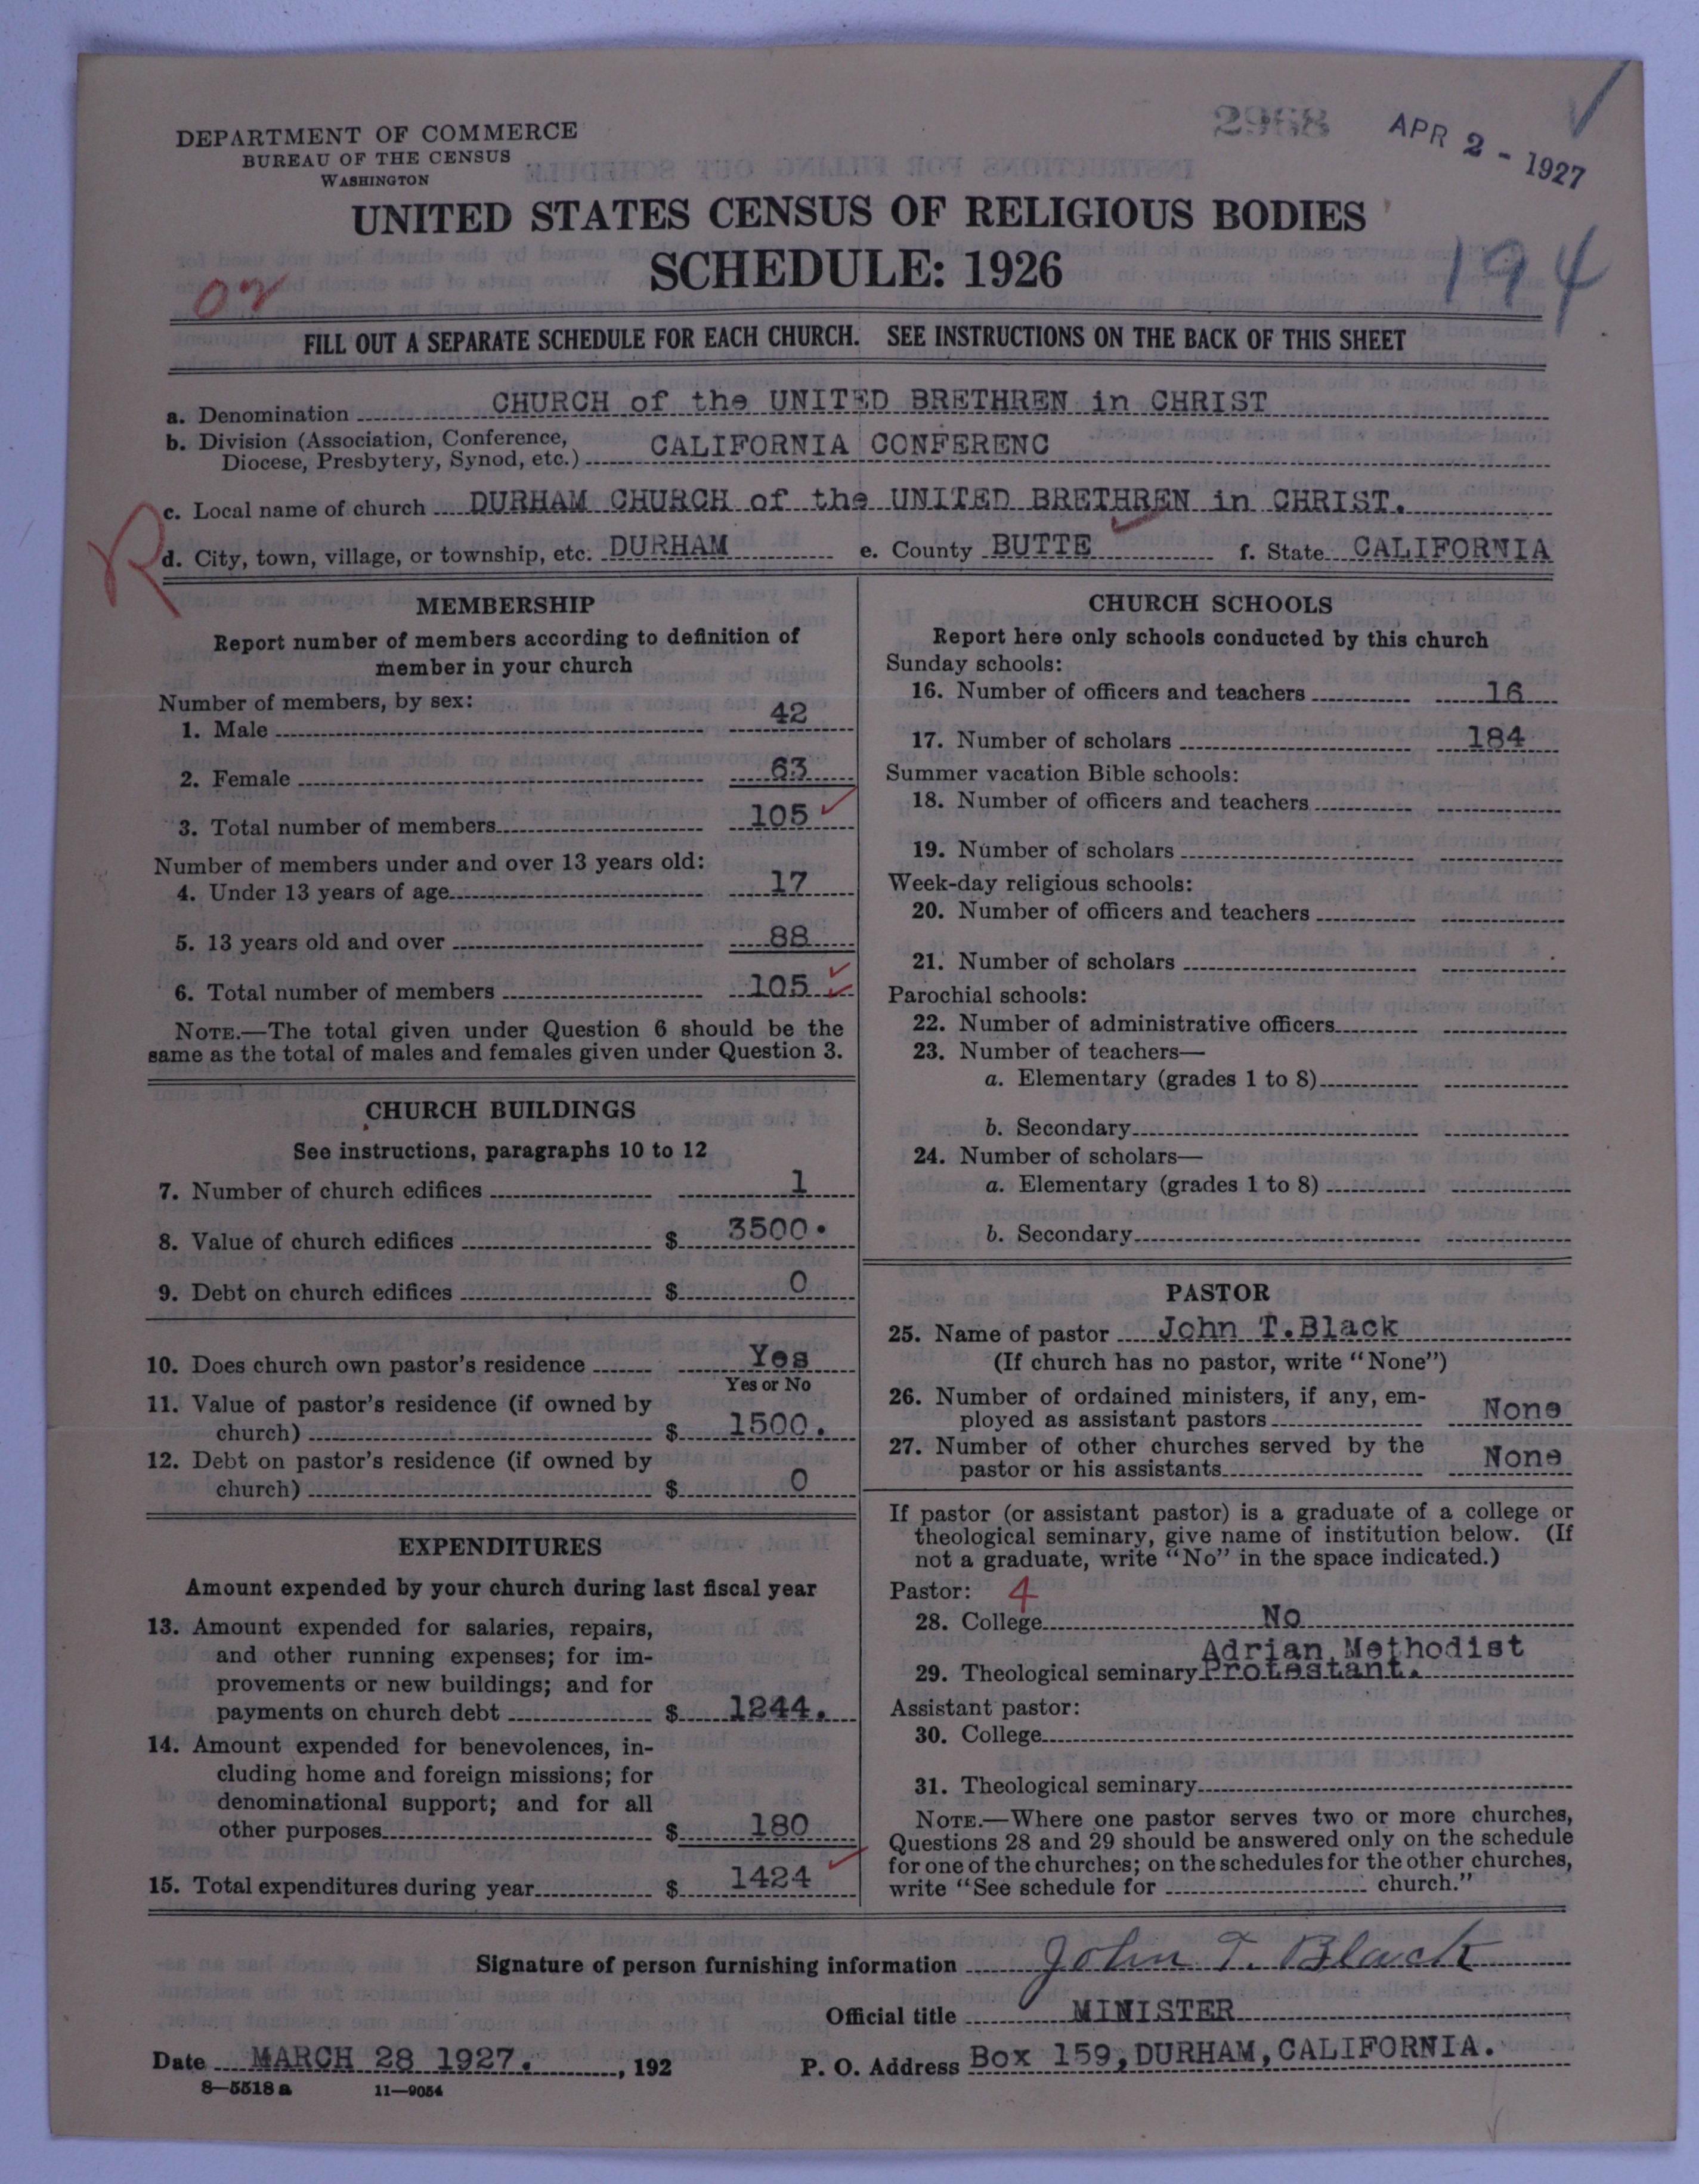 DEPARTMENT OF COMMERCE
BUREAU OF THE CENSUS
WASHINGTON
2968
APR 2 - 1927
UNITED STATES CENSUS OF RELIGIOUS BODIES
SCHEDULE: 1926
194
FILL OUT A SEPARATE SCHEDULE FOR EACH CHURCH. SEE INSTRUCTIONS ON THE BACK OF THIS SHEET
a. Denomination CHURCH of the UNITED BRETHREN in CHRIST
b. Division (Association, Conference,
Diocese, Presbytery, Synod, etc.) CALIFORNIA CONFERENC
c. Local name of church DURHAM CHURCH of the UNITED BRETHREN in CHRIST.
R
d. City, town, village, or township, etc. DURHAM e. County BUTTE f. State CALIFORNIA
MEMBERSHIP
Report number of members according to definition of
member in your church
Number of members, by sex:
1. Male 42
2. Female 63
3. Total number of members 105
Number of members under and over 13 years old:
4. Under 13 years of age 17
5. 13 years old and over 88
6. Total number of members 105
NOTE.—The total given under Question 6 should be the
same as the total of males and females given under Question 3.
CHURCH BUILDINGS
See instructions, paragraphs 10 to 12
7. Number of church edifices 1
8. Value of church edifices $ 3500.
9. Debt on church edifices $ 0
10. Does church own pastor's residence Yes
Yes or No
11. Value of pastor's residence (if owned by
church) $ 1500.
12. Debt on pastor's residence (if owned by
church) $ 0
EXPENDITURES
Amount expended by your church during last fiscal year
13. Amount expended for salaries, repairs,
and other running expenses; for im-
provements or new buildings; and for
payments on church debt $ 1244.
14. Amount expended for benevolences, in-
cluding home and foreign missions; for
denominational support; and for all
other purposes $ 180
15. Total expenditures during year $ 1424
CHURCH SCHOOLS
Report here only schools conducted by this church
Sunday schools:
16. Number of officers and teachers 16
17. Number of scholars 184
Summer vacation Bible schools:
18. Number of officers and teachers
19. Number of scholars
Week-day religious schools:
20. Number of officers and teachers
21. Number of scholars
Parochial schools:
22. Number of administrative officers
23. Number of teachers—
a. Elementary (grades 1 to 8)
b. Secondary
24. Number of scholars—
a. Elementary (grades 1 to 8)
b. Secondary
PASTOR
25. Name of pastor John T. Black
(If church has no pastor, write "None")
26. Number of ordained ministers, if any, em-
ployed as assistant pastors None
27. Number of other churches served by the
pastor or his assistants None
If pastor (or assistant pastor) is a graduate of a college or
theological seminary, give name of institution below. (If
not a graduate, write "No" in the space indicated.)
Pastor: 4
28. College No
Adrian Methodist
29. Theological seminary Protestant.
Assistant pastor:
30. College
31. Theological seminary
NOTE.—Where one pastor serves two or more churches,
Questions 28 and 29 should be answered only on the schedule
for one of the churches; on the schedules for the other churches,
write "See schedule for church."
Signature of person furnishing information John T. Black
Official title MINISTER
Date MARCH 28 1927. , 192 P. O. Address Box 159, DURHAM, CALIFORNIA.
8—5518a 11—9054